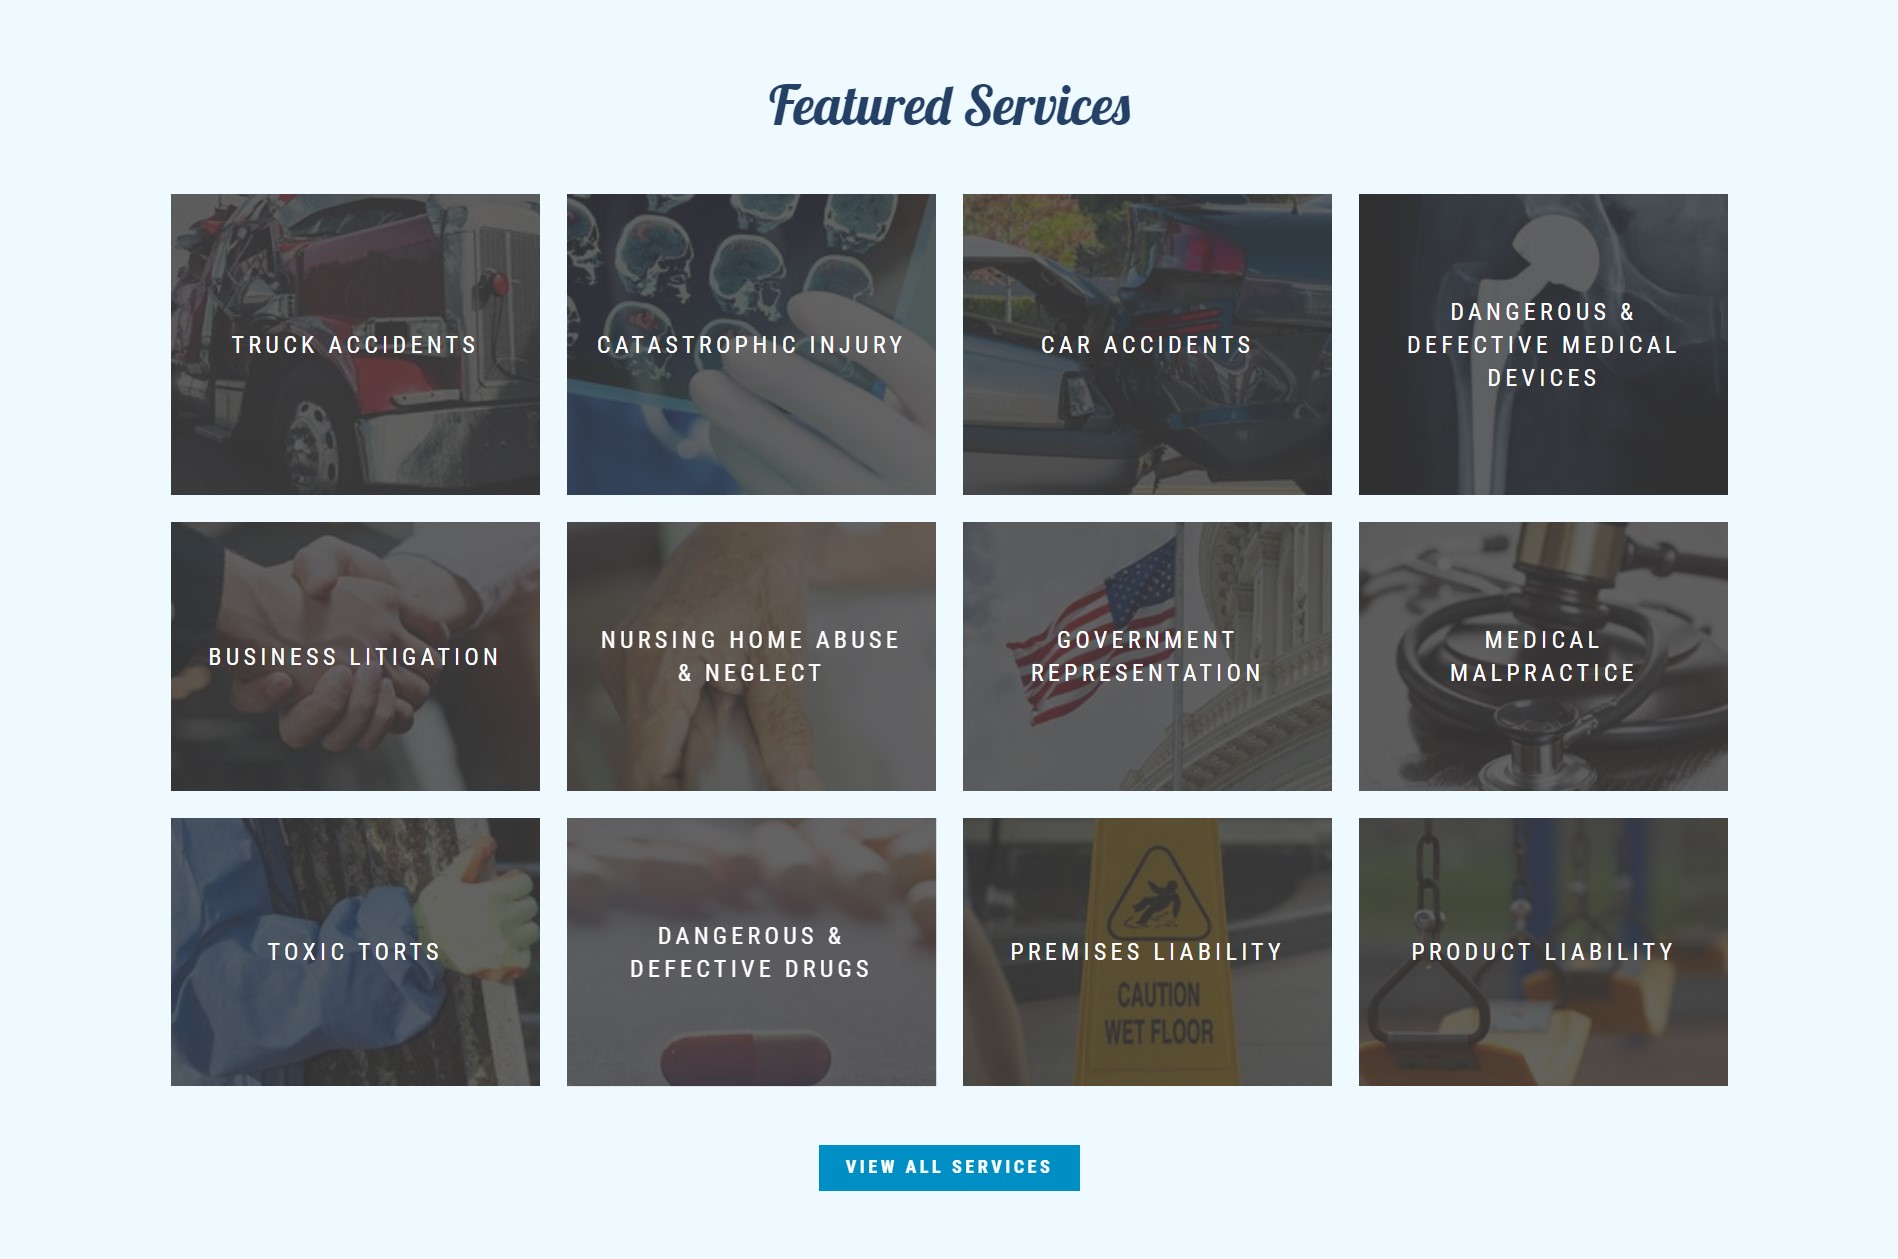 Featured Services
TRUCK ACCIDENTS
CATASTROPHIC INJURY
CAR ACCIDENTS
DANGEROUS &
DEFECTIVE MEDICAL
DEVICES
BUSINESS LITIGATION
NURSING HOME ABUSE
& NEGLECT
GOVERNMENT
REPRESENTATION
MEDICAL
MALPRACTICE
TOXIC TORTS
DANGEROUS &
DEFECTIVE DRUGS
PREMISES LIABILITY
CAUTION
WET FLOOR
PRODUCT LIABILITY
VIEW ALL SERVICES